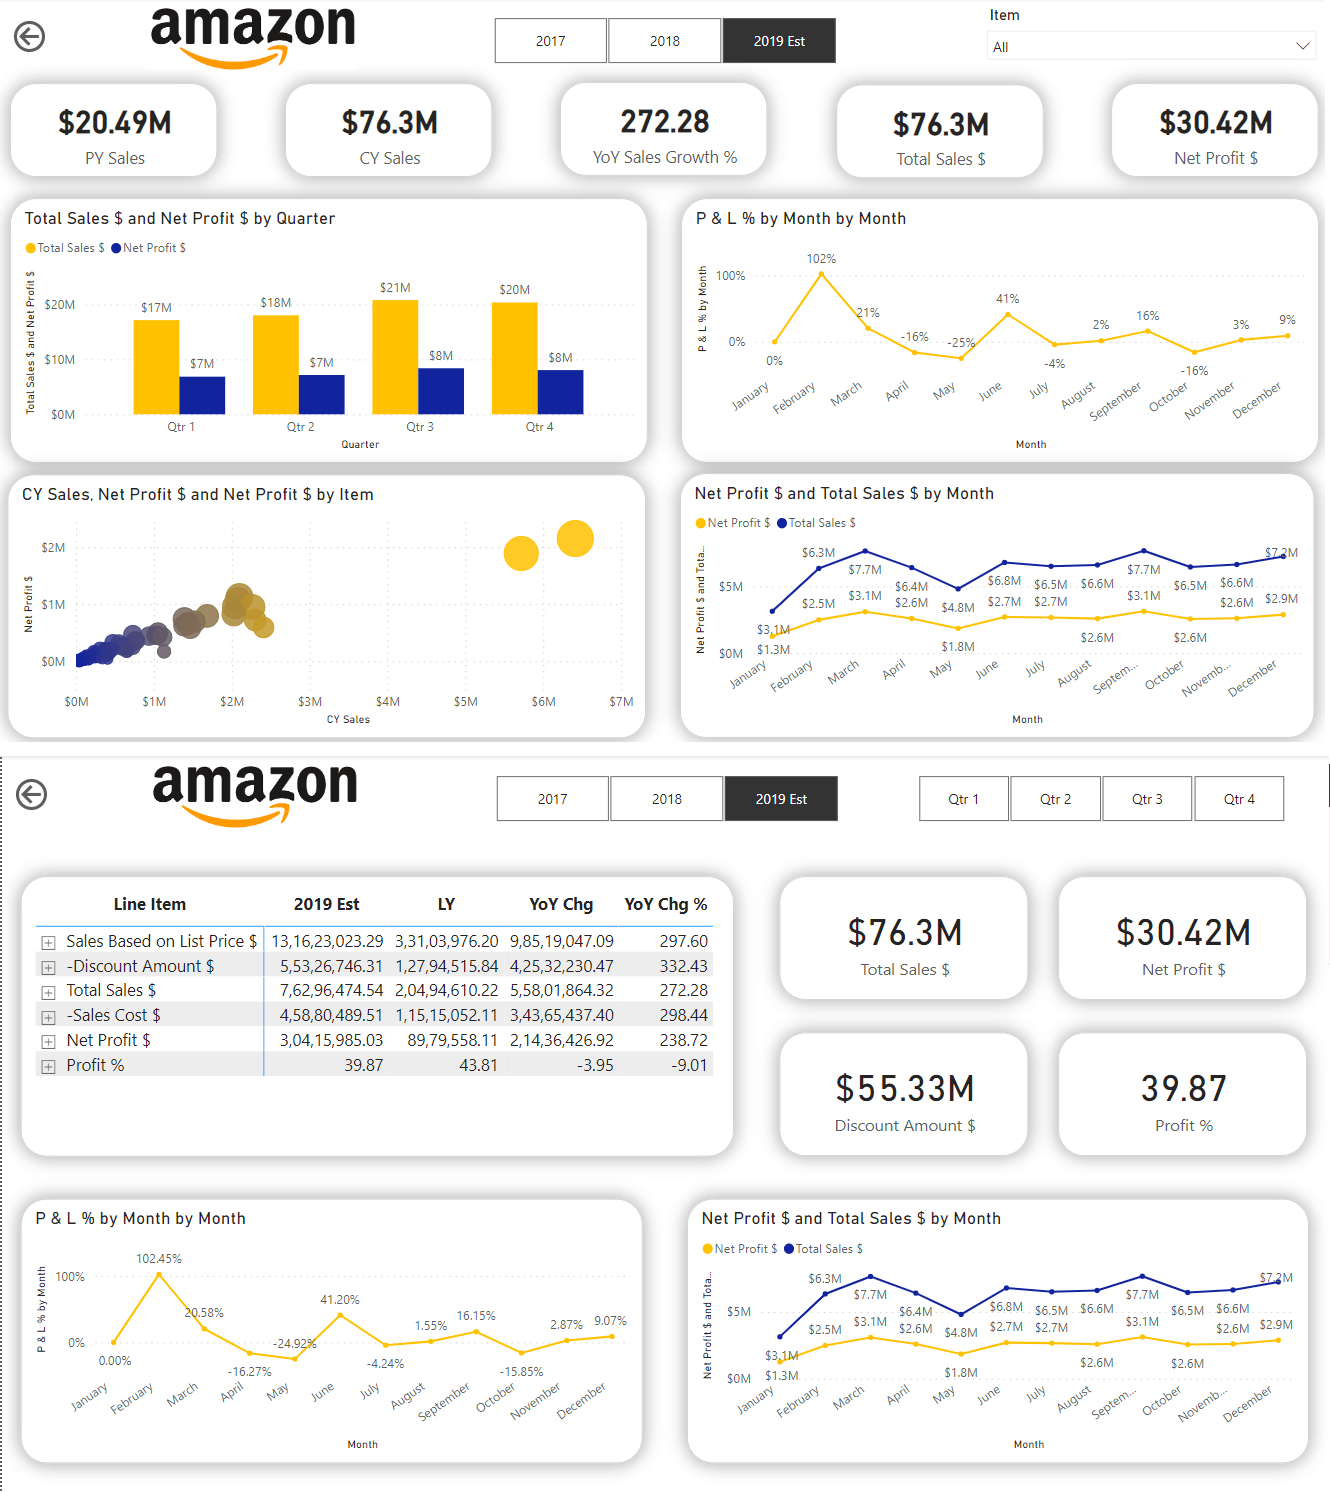 amazon
2017 2018 2019 Est
Item
All
$20.49M
PY Sales
$76.3M
CY Sales
272.28
YoY Sales Growth %
$76.3M
Total Sales $
$30.42M
Net Profit $
Total Sales $ and Net Profit $ by Quarter
Total Sales $ Net Profit $
Total Sales $ and Net Profit $
$20M
$10M
$0M
$17M $7M $18M $7M $21M $8M $20M $8M
Qtr 1 Qtr 2 Qtr 3 Qtr 4
Quarter
P & L % by Month by Month
P & L % by Month
100%
0%
0% 102% 21% -16% -25% 41% -4% 2% 16% -16% 3% 9%
January February March April May June July August September October November December
Month
CY Sales, Net Profit $ and Net Profit $ by Item
Net Profit $
$2M
$1M
$0M
$0M $1M $2M $3M $4M $5M $6M $7M
CY Sales
Net Profit $ and Total Sales $ by Month
Net Profit $ Total Sales $
Net Profit $ and Tota...
$5M
$0M
$3.1M $6.3M $7.7M $6.4M $4.8M $6.8M $6.5M $6.6M $7.7M $6.5M $6.6M $7.2M
$1.3M $2.5M $3.1M $2.6M $1.8M $2.7M $2.7M $2.6M $3.1M $2.6M $2.6M $2.9M
January February March April May June July August Septem... October Novemb... December
Month
amazon
2017 2018 2019 Est
Qtr 1 Qtr 2 Qtr 3 Qtr 4
Line Item 2019 Est LY YoY Chg YoY Chg %
Sales Based on List Price $ 13,16,23,023.29 3,31,03,976.20 9,85,19,047.09 297.60
-Discount Amount $ 5,53,26,746.31 1,27,94,515.84 4,25,32,230.47 332.43
Total Sales $ 7,62,96,474.54 2,04,94,610.22 5,58,01,864.32 272.28
-Sales Cost $ 4,58,80,489.51 1,15,15,052.11 3,43,65,437.40 298.44
Net Profit $ 3,04,15,985.03 89,79,558.11 2,14,36,426.92 238.72
Profit % 39.87 43.81 -3.95 -9.01
$76.3M
Total Sales $
$30.42M
Net Profit $
$55.33M
Discount Amount $
39.87
Profit %
P & L % by Month by Month
P & L % by Month
100%
0%
0.00% 102.45% 20.58% -16.27% -24.92% 41.20% -4.24% 1.55% 16.15% -15.85% 2.87% 9.07%
January February March April May June July August September October November December
Month
Net Profit $ and Total Sales $ by Month
Net Profit $ Total Sales $
Net Profit $ and Tota...
$5M
$0M
$3.1M $6.3M $7.7M $6.4M $4.8M $6.8M $6.5M $6.6M $7.7M $6.5M $6.6M $7.2M
$1.3M $2.5M $3.1M $2.6M $1.8M $2.7M $2.7M $2.6M $3.1M $2.6M $2.6M $2.9M
January February March April May June July August Septem... October Novemb... December
Month